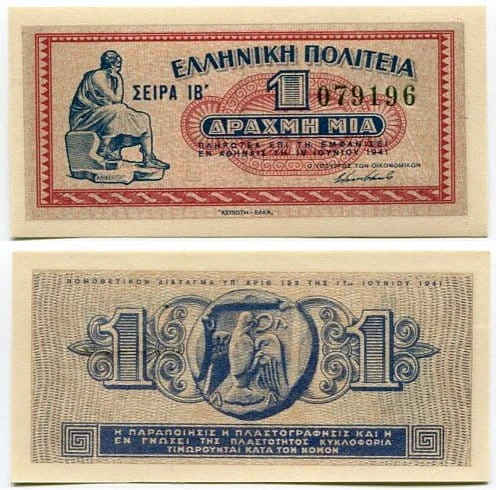 ΕΛΛΗΝΙΚΗ ΠΟΛΙΤΕΙΑ
ΣΕΙΡΑ ΙΒ'
1 079196
ΔΡΑΧΜΗ ΜΙΑ
ΠΛΗΡΩΤΕΑ ΕΠΙ ΤΗ ΕΜΦΑΝΙΣΕΙ
ΕΝ ΑΘΗΝΑΙΣ ΤΗ 18 ΙΟΥΝΙΟΥ 1941
Ο ΥΠΟΥΡΓΟΣ ΤΩΝ ΟΙΚΟΝΟΜΙΚΩΝ
"ΑΣΠΙΩΤΗ-ΕΛΚΑ,,
ΝΟΜΟΘΕΤΙΚΟΝ ΔΙΑΤΑΓΜΑ ΥΠ' ΑΡΙΘ 193 ΤΗΣ 17ης ΙΟΥΝΙΟΥ 1941
1 1
Η ΠΑΡΑΠΟΙΗΣΙΣ Η ΠΛΑΣΤΟΓΡΑΦΗΣΙΣ ΚΑΙ Η
ΕΝ ΓΝΩΣΕΙ ΤΗΣ ΠΛΑΣΤΟΤΗΤΟΣ ΚΥΚΛΟΦΟΡΙΑ
ΤΙΜΩΡΟΥΝΤΑΙ ΚΑΤΑ ΤΟΝ ΝΟΜΟΝ